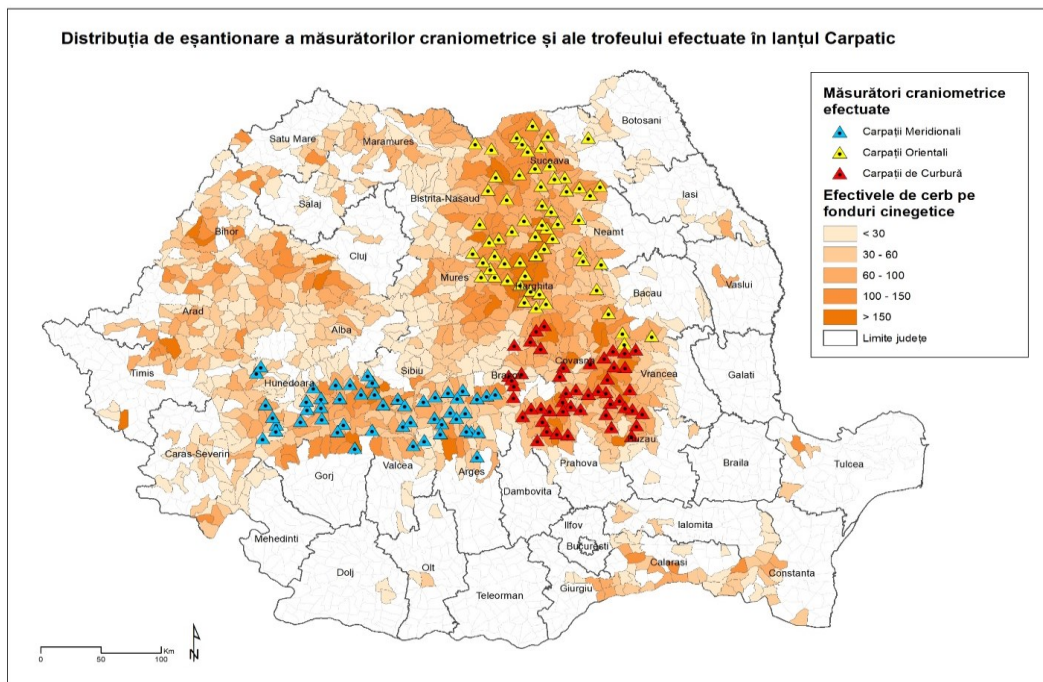 Distribuția de eșantionare a măsurătorilor craniometrice și ale trofeului efectuate în lanțul Carpatic
Măsurători craniometrice
efectuate
Carpații Meridionali
Carpații Orientali
Carpații de Curbură
Efectivele de cerb pe
fonduri cinegetice
< 30
30 - 60
60 - 100
100 - 150
> 150
Limite județe
Botosani
Satu Mare
Maramures
Suceava
Iasi
Salaj
Bistrita-Nasaud
Bihor
Neamt
Cluj
Mures
Harghita
Bacau
Vaslui
Arad
Alba
Timis
Hunedoara
Sibiu
Brasov
Covasna
Vrancea
Galati
Caras-Severin
Gorj
Valcea
Arges
Prahova
Buzau
Braila
Tulcea
Dambovita
Mehedinti
Ilfov
Ialomita
Bucuresti
Dolj
Olt
Calarasi
Constanta
Giurgiu
Teleorman
N
Km
0
50
100